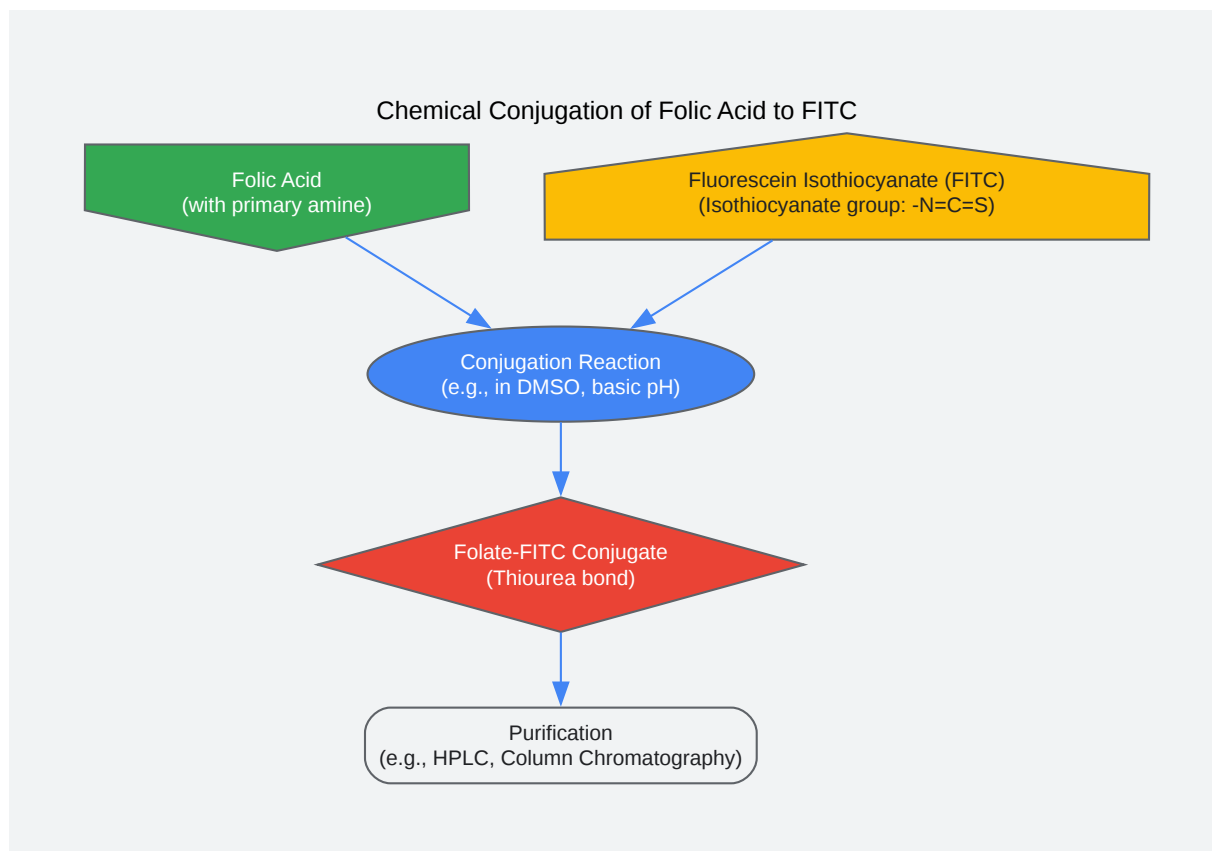 Chemical Conjugation of Folic Acid to FITC
Folic Acid
(with primary amine)
Fluorescein Isothiocyanate (FITC)
(Isothiocyanate group: -N=C=S)
Conjugation Reaction
(e.g., in DMSO, basic pH)
Folate-FITC Conjugate
(Thiourea bond)
Purification
(e.g., HPLC, Column Chromatography)